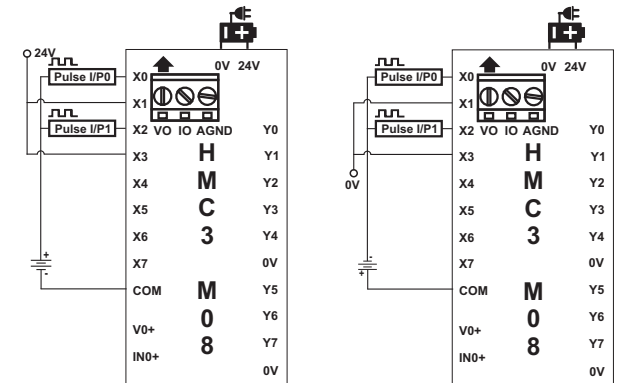 24V
0V 24V
Pulse I/P0 X0
X1
Pulse I/P1 X2 VO IO AGND Y0
X3 H Y1
X4 M Y2
X5 C Y3
X6 3 Y4
X7 0V
+
-
COM M Y5
0 Y6
V0+
8 Y7
IN0+
0V
0V 24V
Pulse I/P0 X0
X1
Pulse I/P1 X2 VO IO AGND Y0
X3 H Y1
0V
X4 M Y2
X5 C Y3
X6 3 Y4
X7 0V
-
+
COM M Y5
0 Y6
V0+
8 Y7
IN0+
0V